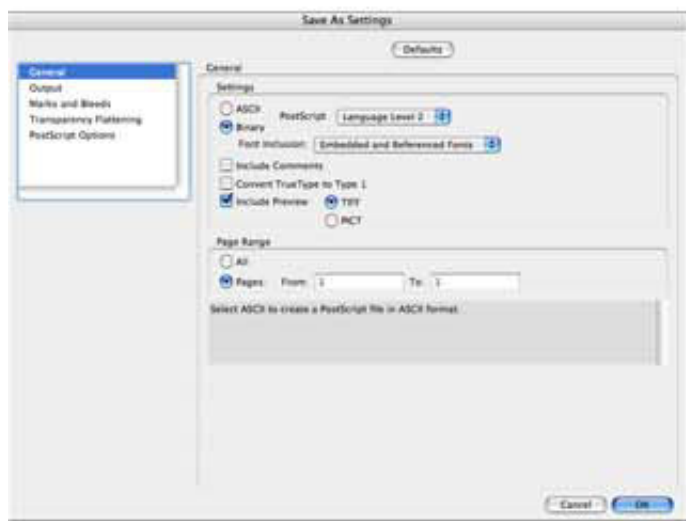 Save As Settings
Defaults
General
Output
Marks and Bleeds
Transparency Flattening
PostScript Options
General
Settings
ASCII
Binary
PostScript Language Level 2
Font Inclusion: Embedded and Referenced Fonts
Include Comments
Convert TrueType to Type 1
Include Preview TIFF
PICT
Page Range
All
Pages From: 1 To: 1
Select ASCII to create a PostScript file in ASCII format.
Cancel OK